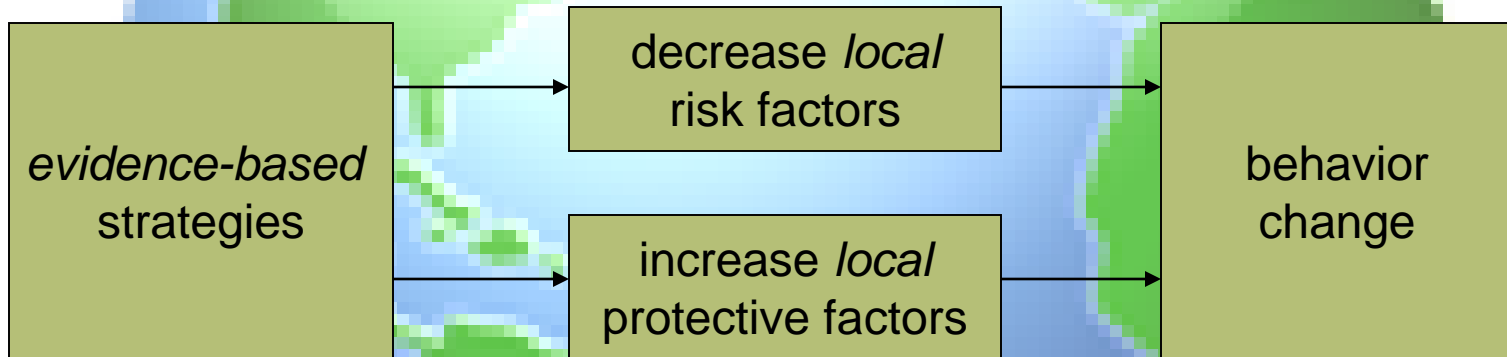 evidence-based
strategies
decrease local
risk factors
increase local
protective factors
behavior
change